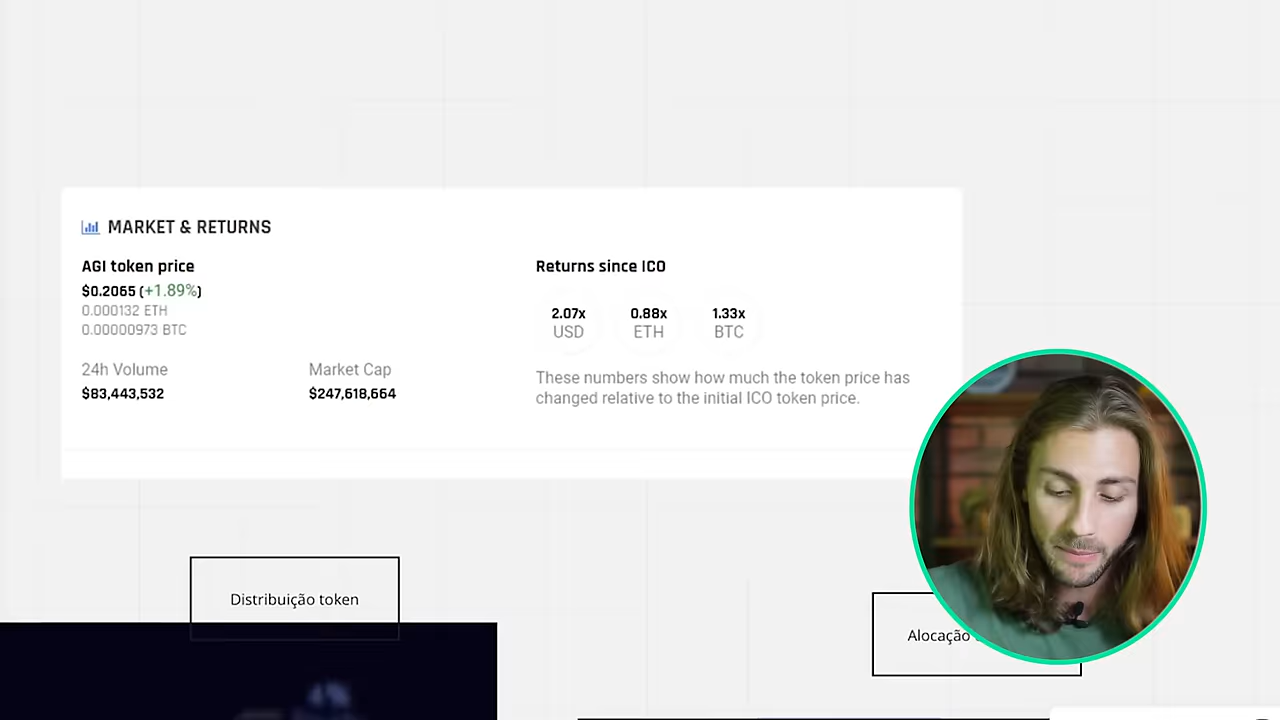 MARKET & RETURNS
AGI token price
$0.2065 (+1.89%)
0.000132 ETH
0.00000973 BTC
24h Volume
$83,443,532
Market Cap
$247,618,664
Returns since ICO
2.07x
USD
0.88x
ETH
1.33x
BTC
These numbers show how much the token price has
changed relative to the initial ICO token price.
Distribuição token
Alocação
4%